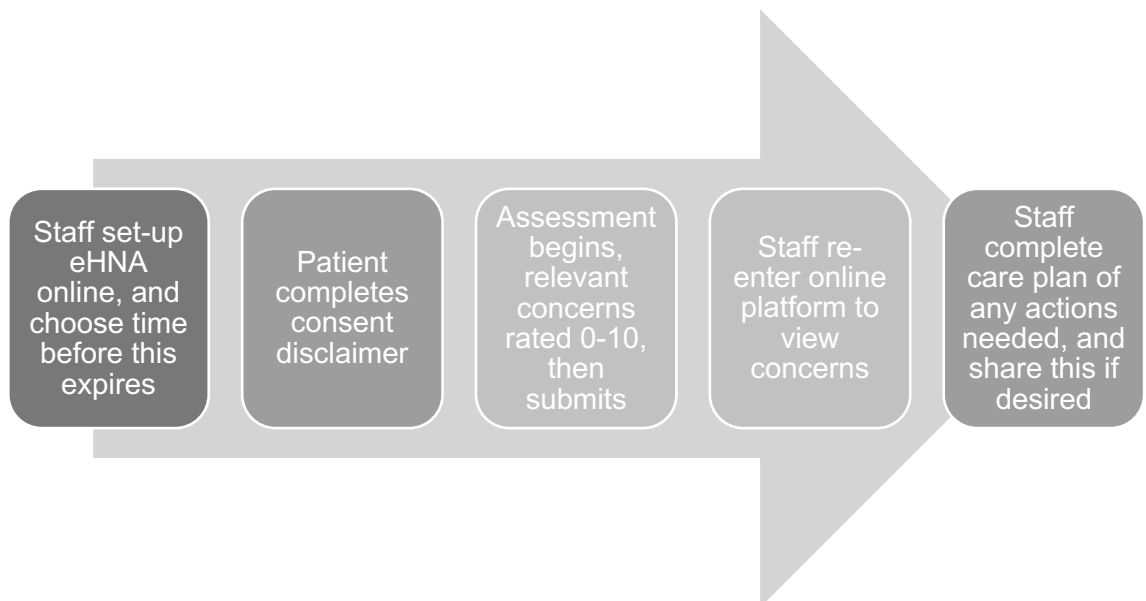 Staff set-up
eHNA
online, and
choose time
before this
expires
Patient
completes
consent
disclaimer
Assessment
begins,
relevant
concerns
rated 0-10,
then
submits
Staff re-
enter online
platform to
view
concerns
Staff
complete
care plan of
any actions
needed, and
share this if
desired